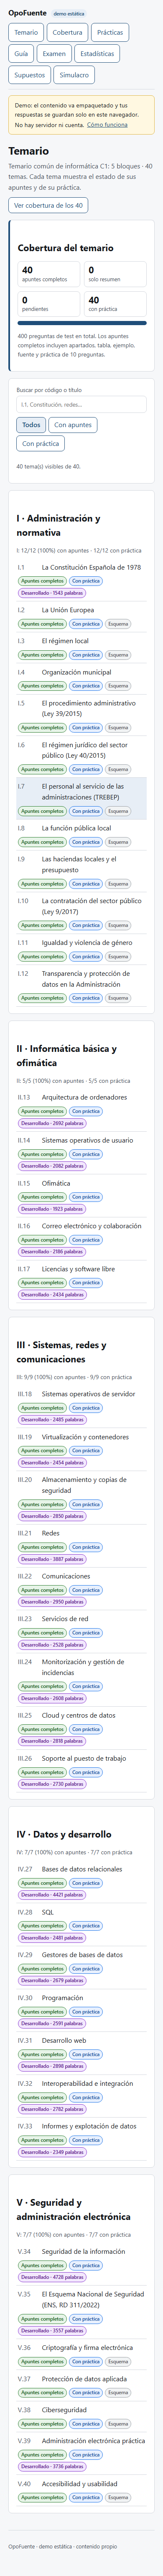 OpoFuente demo estática
Temario Cobertura Prácticas
Guía Examen Estadísticas
Supuestos Simulacro
Demo: el contenido va empaquetado y tus
respuestas se guardan solo en este navegador.
No hay servidor ni cuenta. Cómo funciona
Temario
Temario común de informática C1: 5 bloques · 40
temas. Cada tema muestra el estado de sus
apuntes y de su práctica.
Ver cobertura de los 40
Cobertura del temario
40
apuntes completos
0
solo resumen
0
pendientes
40
con práctica
400 preguntas de test en total. Los apuntes
completos incluyen apartados, tabla, ejemplo,
fuente y práctica de 10 preguntas.
Buscar por código o título
I.1, Constitución, redes...
Todos Con apuntes
Con práctica
40 tema(s) visibles de 40.
I · Administración y
normativa
I: 12/12 (100%) con apuntes · 12/12 con práctica
I.1 La Constitución Española de 1978
Apuntes completos Con práctica
Desarrollado · 1543 palabras
I.2 La Unión Europea
Apuntes completos Con práctica Esquema
I.3 El régimen local
Apuntes completos Con práctica Esquema
I.4 Organización municipal
Apuntes completos Con práctica Esquema
I.5 El procedimiento administrativo
(Ley 39/2015)
Apuntes completos Con práctica Esquema
I.6 El régimen jurídico del sector
público (Ley 40/2015)
Apuntes completos Con práctica Esquema
I.7 El personal al servicio de las
administraciones (TREBEP)
Apuntes completos Con práctica Esquema
I.8 La función pública local
Apuntes completos Con práctica Esquema
I.9 Las haciendas locales y el
presupuesto
Apuntes completos Con práctica Esquema
I.10 La contratación del sector público
(Ley 9/2017)
Apuntes completos Con práctica Esquema
I.11 Igualdad y violencia de género
Apuntes completos Con práctica Esquema
I.12 Transparencia y protección de
datos en la Administración
Apuntes completos Con práctica Esquema
II · Informática básica y
ofimática
II: 5/5 (100%) con apuntes · 5/5 con práctica
II.13 Arquitectura de ordenadores
Apuntes completos Con práctica
Desarrollado · 2692 palabras
II.14 Sistemas operativos de usuario
Apuntes completos Con práctica
Desarrollado · 2082 palabras
II.15 Ofimática
Apuntes completos Con práctica
Desarrollado · 1923 palabras
II.16 Correo electrónico y colaboración
Apuntes completos Con práctica
Desarrollado · 2186 palabras
II.17 Licencias y software libre
Apuntes completos Con práctica
Desarrollado · 2434 palabras
III · Sistemas, redes y
comunicaciones
III: 9/9 (100%) con apuntes · 9/9 con práctica
III.18 Sistemas operativos de servidor
Apuntes completos Con práctica
Desarrollado · 2485 palabras
III.19 Virtualización y contenedores
Apuntes completos Con práctica
Desarrollado · 2454 palabras
III.20 Almacenamiento y copias de
seguridad
Apuntes completos Con práctica
Desarrollado · 2850 palabras
III.21 Redes
Apuntes completos Con práctica
Desarrollado · 3887 palabras
III.22 Comunicaciones
Apuntes completos Con práctica
Desarrollado · 2950 palabras
III.23 Servicios de red
Apuntes completos Con práctica
Desarrollado · 2528 palabras
III.24 Monitorización y gestión de
incidencias
Apuntes completos Con práctica
Desarrollado · 2608 palabras
III.25 Cloud y centros de datos
Apuntes completos Con práctica
Desarrollado · 2818 palabras
III.26 Soporte al puesto de trabajo
Apuntes completos Con práctica
Desarrollado · 2730 palabras
IV · Datos y desarrollo
IV: 7/7 (100%) con apuntes · 7/7 con práctica
IV.27 Bases de datos relacionales
Apuntes completos Con práctica
Desarrollado · 4421 palabras
IV.28 SQL
Apuntes completos Con práctica
Desarrollado · 2481 palabras
IV.29 Gestores de bases de datos
Apuntes completos Con práctica
Desarrollado · 2679 palabras
IV.30 Programación
Apuntes completos Con práctica
Desarrollado · 2591 palabras
IV.31 Desarrollo web
Apuntes completos Con práctica
Desarrollado · 2898 palabras
IV.32 Interoperabilidad e integración
Apuntes completos Con práctica
Desarrollado · 2782 palabras
IV.33 Informes y explotación de datos
Apuntes completos Con práctica
Desarrollado · 2349 palabras
V · Seguridad y
administración electrónica
V: 7/7 (100%) con apuntes · 7/7 con práctica
V.34 Seguridad de la información
Apuntes completos Con práctica
Desarrollado · 4728 palabras
V.35 El Esquema Nacional de Seguridad
(ENS, RD 311/2022)
Apuntes completos Con práctica
Desarrollado · 3557 palabras
V.36 Criptografía y firma electrónica
Apuntes completos Con práctica Esquema
V.37 Protección de datos aplicada
Apuntes completos Con práctica Esquema
V.38 Ciberseguridad
Apuntes completos Con práctica Esquema
V.39 Administración electrónica práctica
Apuntes completos Con práctica
Desarrollado · 3736 palabras
V.40 Accesibilidad y usabilidad
Apuntes completos Con práctica Esquema
OpoFuente · demo estática · contenido propio